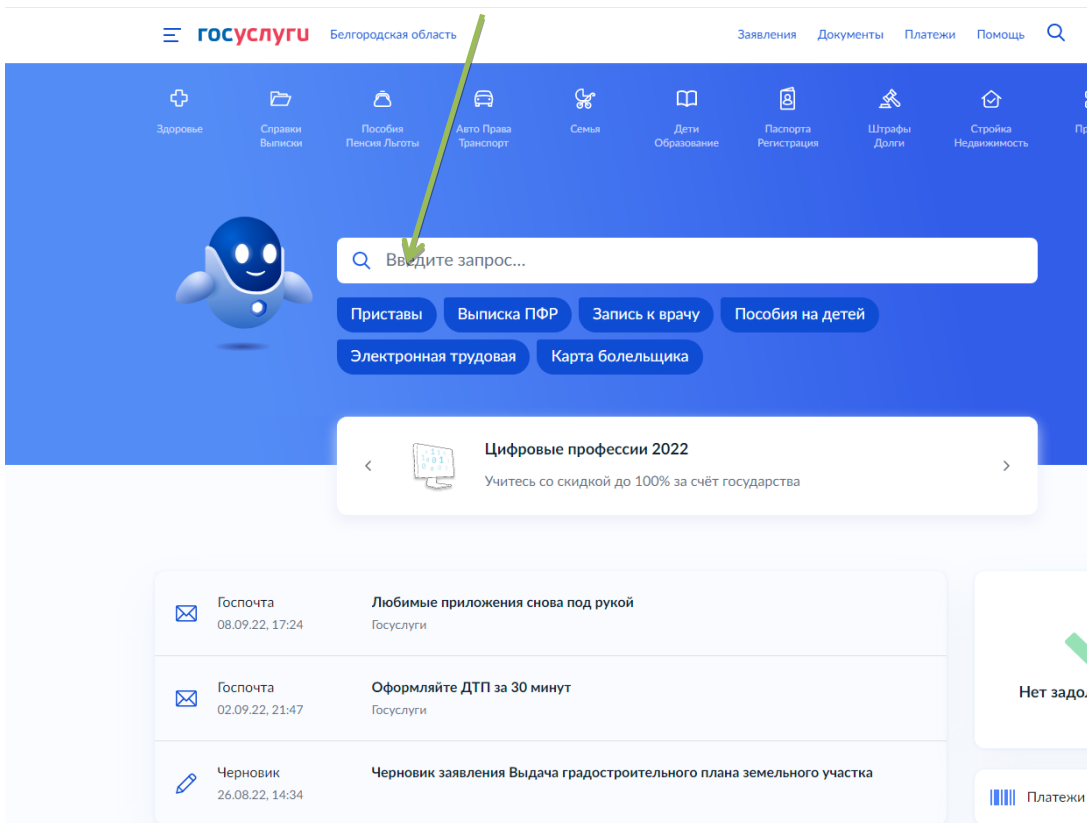 госуслуги Белгородская область Заявления Документы Платежи Помощь
Здоровье
Справки
Выписки
Пособия
Пенсия Льготы
Авто Права
Транспорт
Семья
Дети
Образование
Паспорта
Регистрация
Штрафы
Долги
Стройка
Недвижимость
Введите запрос...
Приставы Выписка ПФР Запись к врачу Пособия на детей
Электронная трудовая Карта болельщика
Цифровые профессии 2022
Учитесь со скидкой до 100% за счёт государства
Госпочта Любимые приложения снова под рукой
08.09.22, 17:24 Госуслуги
Госпочта Оформляйте ДТП за 30 минут
02.09.22, 21:47 Госуслуги
Черновик Черновик заявления Выдача градостроительного плана земельного участка
26.08.22, 14:34
Нет
Платежи